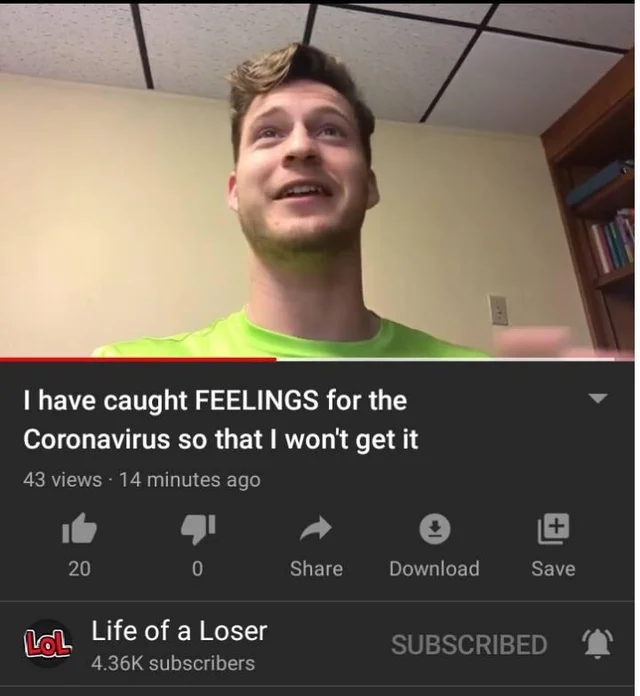 I have caught FEELINGS for the
Coronavirus so that I won't get it
43 views · 14 minutes ago
20
0
Share
Download
Save
LOL
Life of a Loser
4.36K subscribers
SUBSCRIBED